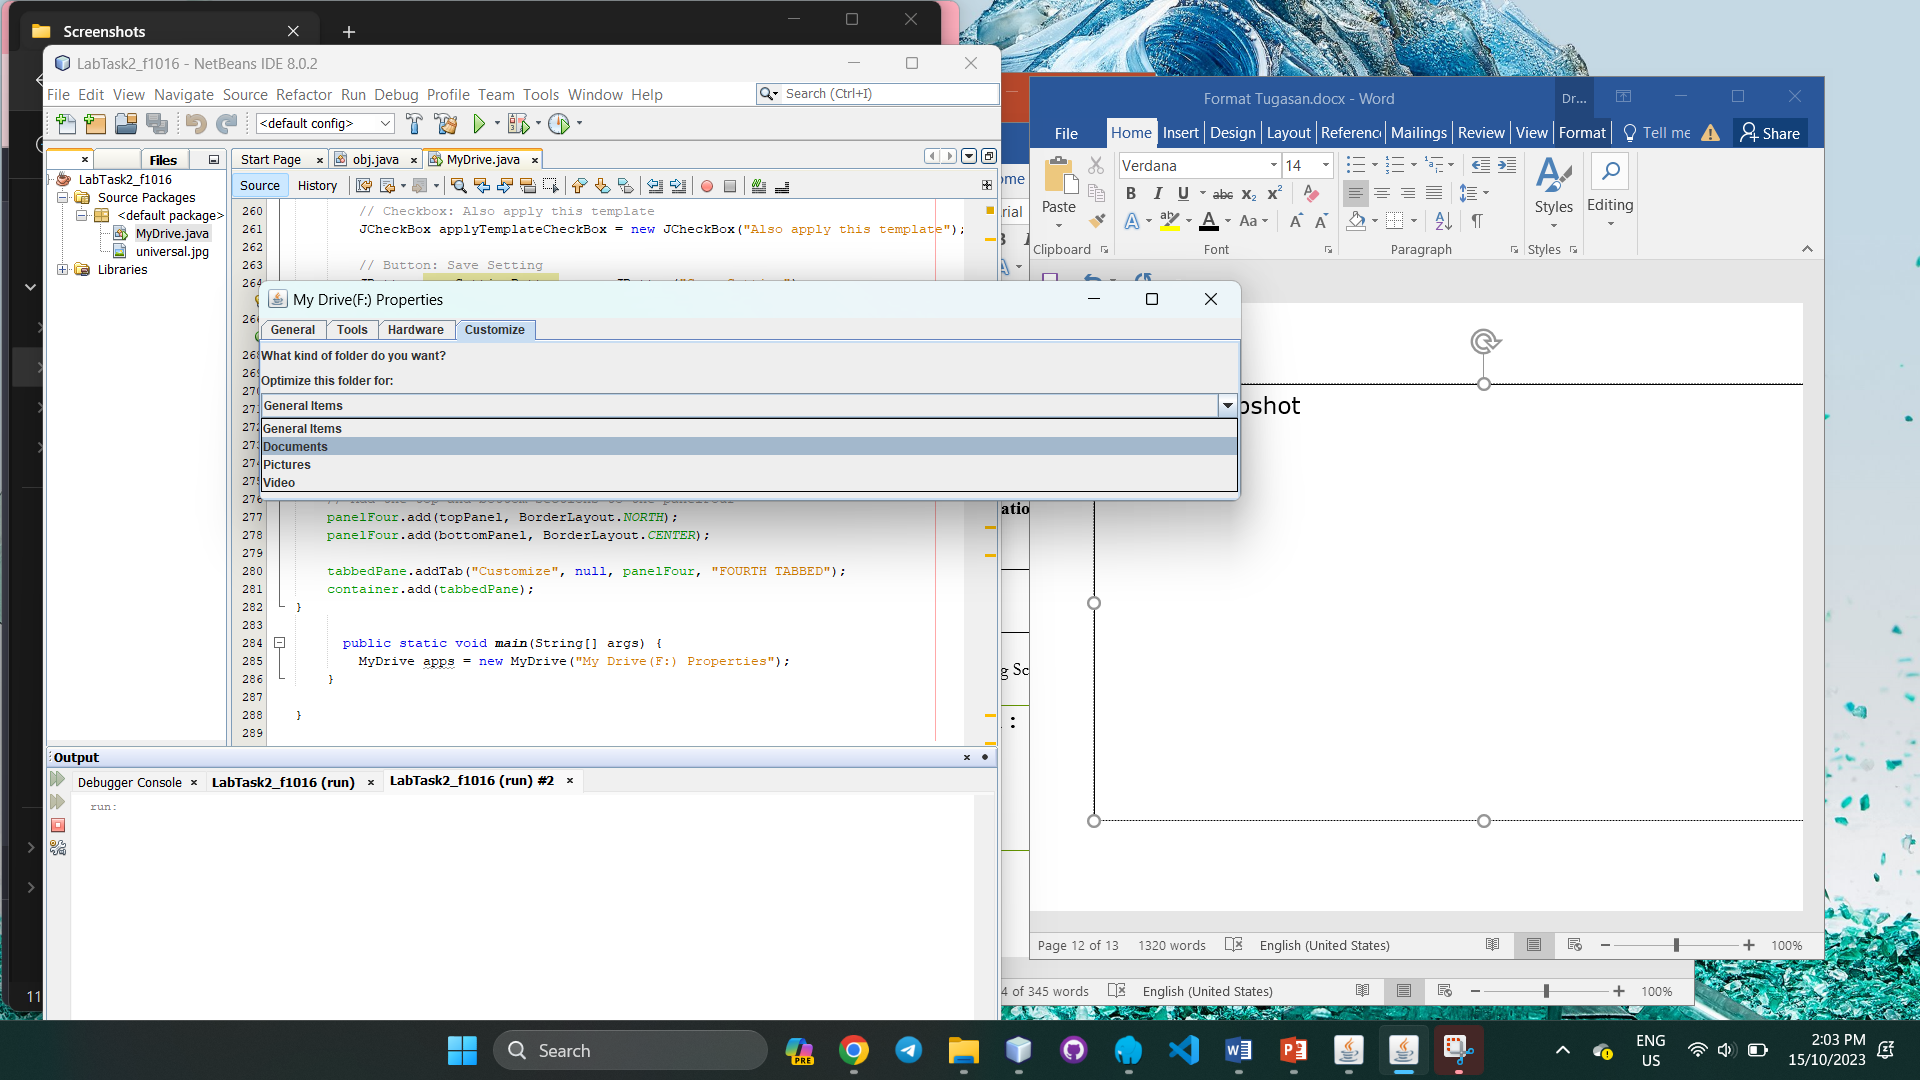 Screenshots
LabTask2_f1016 - NetBeans IDE 8.0.2
File Edit View Navigate Source Refactor Run Debug Profile Team Tools Window Help
Search (Ctrl+I)
<default config>
Files
Start Page
obj.java
MyDrive.java
Source History
LabTask2_f1016
Source Packages
<default package>
MyDrive.java
universal.jpg
Libraries
260 // Checkbox: Also apply this template
261 JCheckBox applyTemplateCheckBox = new JCheckBox("Also apply this template");
262
263 // Button: Save Setting
My Drive(F:) Properties
General Tools Hardware Customize
What kind of folder do you want?
Optimize this folder for:
General Items
General Items
Documents
Pictures
Video
277 panelFour.add(topPanel, BorderLayout.NORTH);
278 panelFour.add(bottomPanel, BorderLayout.CENTER);
279
280 tabbedPane.addTab("Customize", null, panelFour, "FOURTH TABBED");
281 container.add(tabbedPane);
282 }
283
284 public static void main(String[] args) {
285 MyDrive apps = new MyDrive("My Drive(F:) Properties");
286 }
287
288 }
289
Output
Debugger Console
LabTask2_f1016 (run)
LabTask2_f1016 (run) #2
run:
11
Format Tugasan.docx - Word
Dr...
File Home Insert Design Layout Referenc Mailings Review View Format Tell me Share
Verdana 14
Paste
Styles
Editing
Clipboard Font Paragraph Styles
pshot
atio
g Sc
:
Page 12 of 13 1320 words English (United States) 100%
4 of 345 words English (United States) 100%
Search
PRE
ENG
US
2:03 PM
15/10/2023